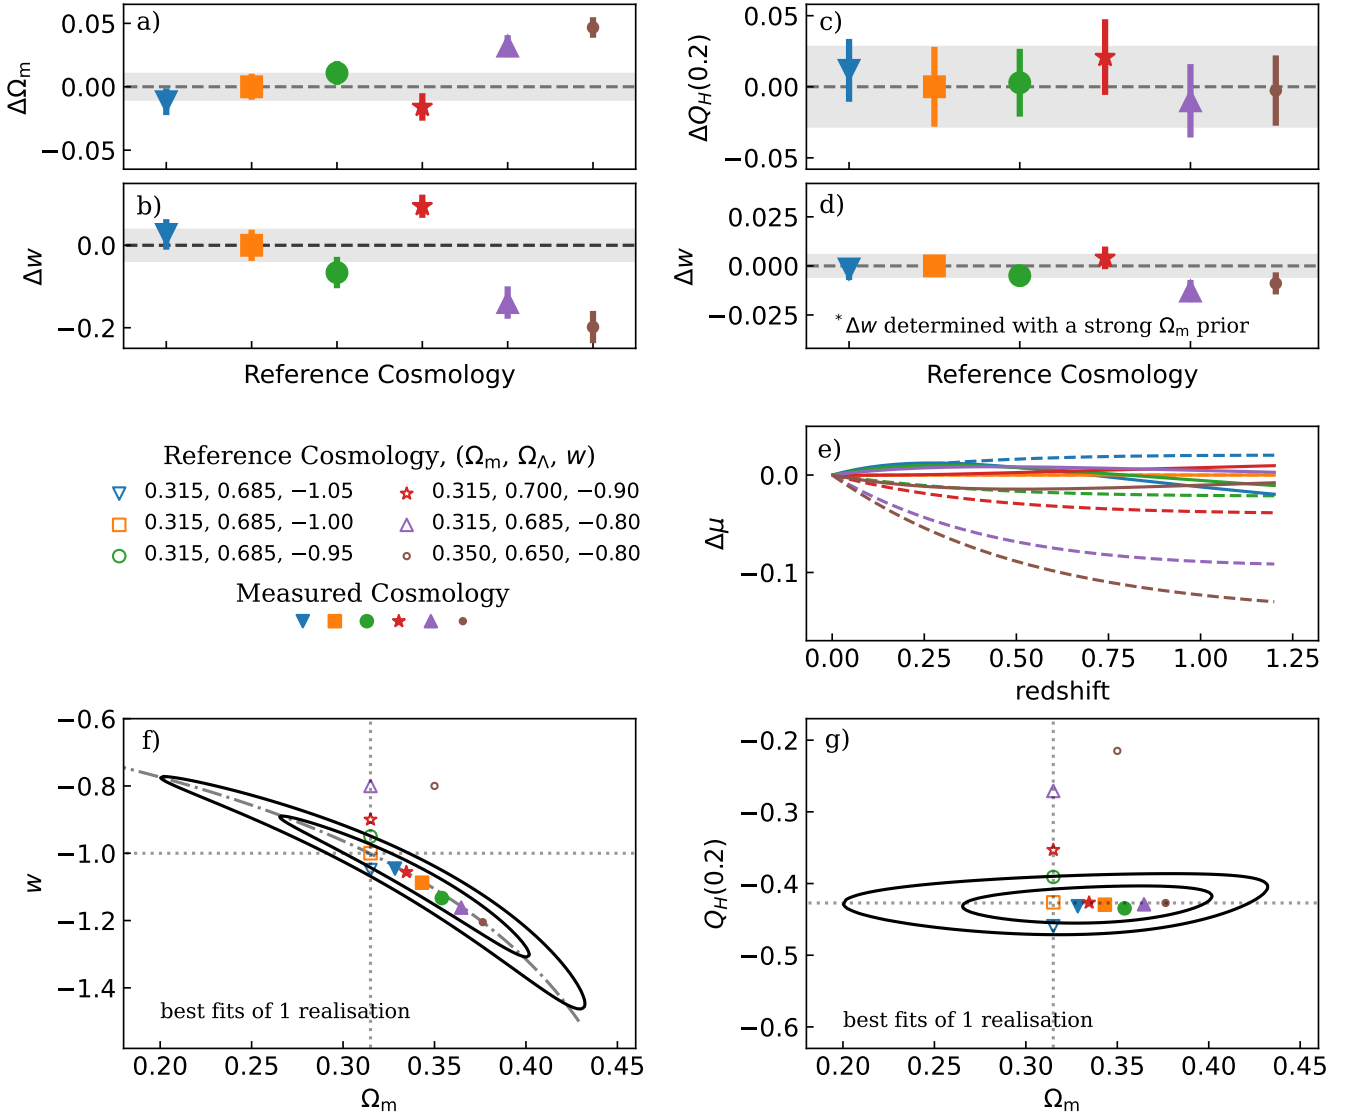 a)
0.05
0.00
−0.05
ΔΩm
b)
0.0
−0.2
Δw
Reference Cosmology
c)
0.05
0.00
−0.05
ΔQH(0.2)
d)
0.025
0.000
−0.025
Δw
*Δw determined with a strong Ωm prior
Reference Cosmology
Reference Cosmology, (Ωm, ΩΛ, w)
0.315, 0.685, −1.05
0.315, 0.685, −1.00
0.315, 0.685, −0.95
0.315, 0.700, −0.90
0.315, 0.685, −0.80
0.350, 0.650, −0.80
Measured Cosmology
e)
0.0
−0.1
Δμ
0.00 0.25 0.50 0.75 1.00 1.25
redshift
f)
−0.6
−0.8
−1.0
−1.2
−1.4
w
best fits of 1 realisation
0.20 0.25 0.30 0.35 0.40 0.45
Ωm
g)
−0.2
−0.3
−0.4
−0.5
−0.6
QH(0.2)
best fits of 1 realisation
0.20 0.25 0.30 0.35 0.40 0.45
Ωm